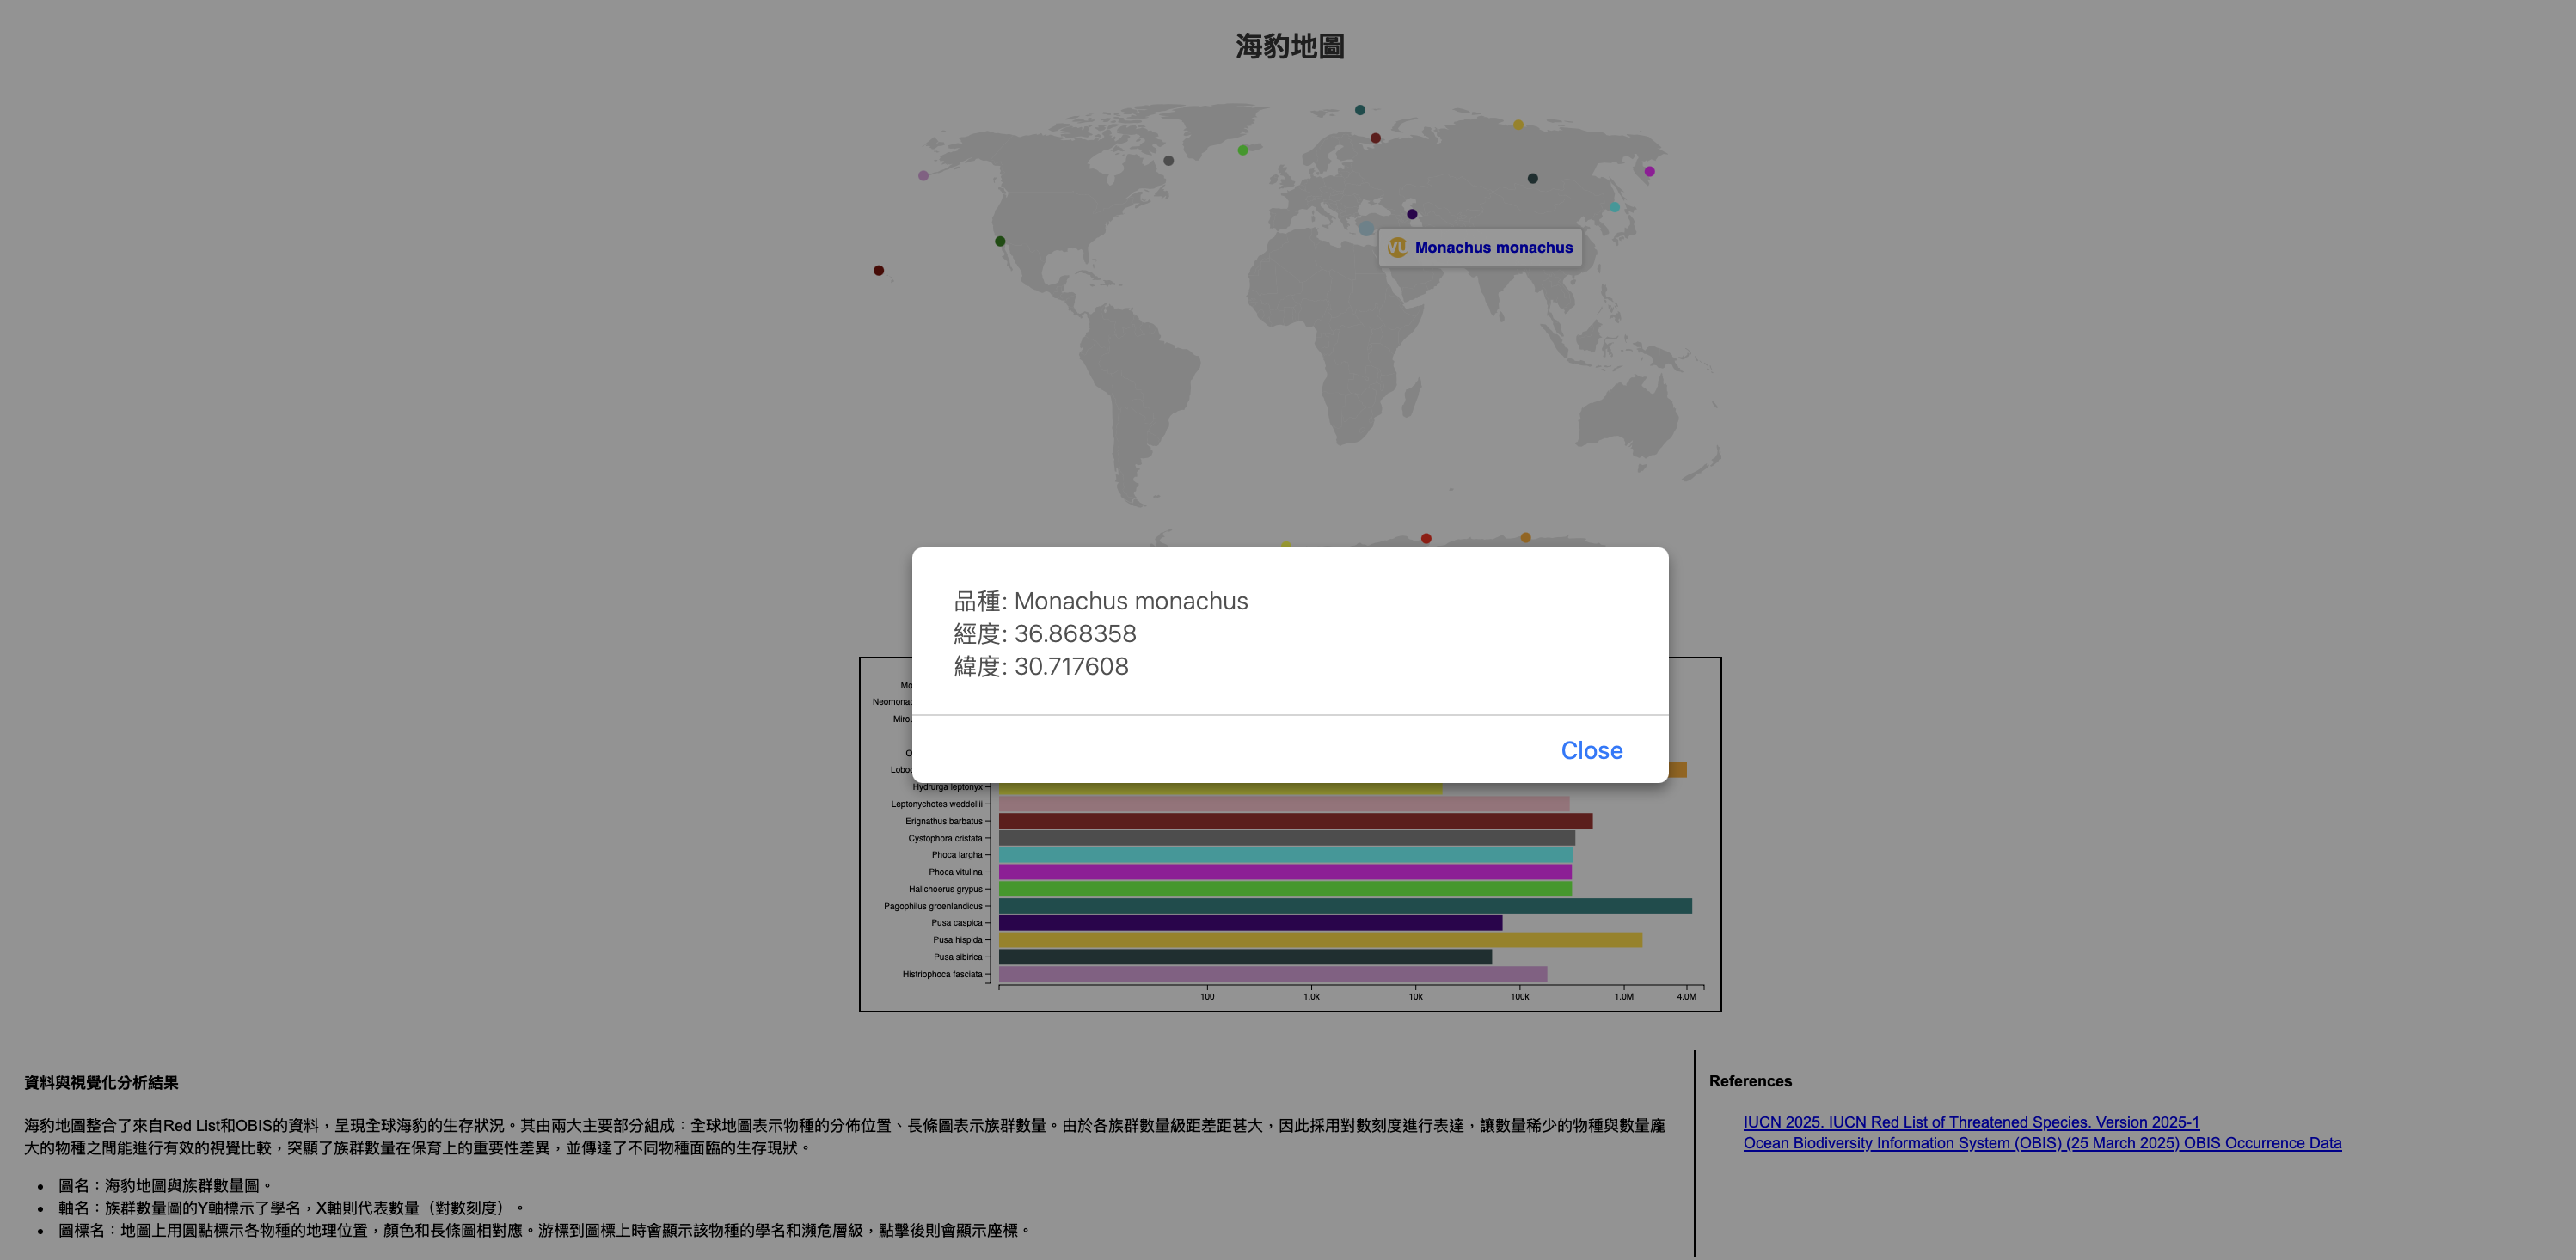 海豹地圖
VU Monachus monachus
品種: Monachus monachus
經度: 36.868358
緯度: 30.717608
Close
Hydrurga leptonyx
Leptonychotes weddellii
Erignathus barbatus
Cystophora cristata
Phoca largha
Phoca vitulina
Halichoerus grypus
Pagophilus groenlandicus
Pusa caspica
Pusa hispida
Pusa sibirica
Histriophoca fasciata
100 1.0k 10k 100k 1.0M 4.0M
資料與視覺化分析結果
海豹地圖整合了來自Red List和OBIS的資料，呈現全球海豹的生存狀況。其由兩大主要部分組成：全球地圖表示物種的分佈位置、長條圖表示族群數量。由於各族群數量級距差距甚大，因此採用對數刻度進行表達，讓數量稀少的物種與數量龐
大的物種之間能進行有效的視覺比較，突顯了族群數量在保育上的重要性差異，並傳達了不同物種面臨的生存現狀。
• 圖名：海豹地圖與族群數量圖。
• 軸名：族群數量圖的Y軸標示了學名，X軸則代表數量（對數刻度）。
• 圖標名：地圖上用圓點標示各物種的地理位置，顏色和長條圖相對應。游標到圖標上時會顯示該物種的學名和瀕危層級，點擊後則會顯示座標。
References
IUCN 2025. IUCN Red List of Threatened Species. Version 2025-1
Ocean Biodiversity Information System (OBIS) (25 March 2025) OBIS Occurrence Data